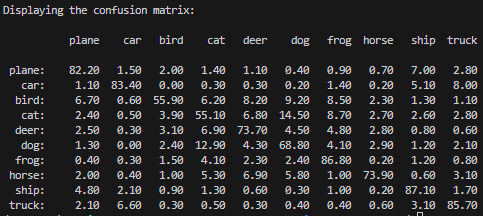 Displaying the confusion matrix:
plane car bird cat deer dog frog horse ship truck
plane: 82.20 1.50 2.00 1.40 1.10 0.40 0.90 0.70 7.00 2.80
car: 1.10 83.40 0.00 0.30 0.30 0.20 1.40 0.20 5.10 8.00
bird: 6.70 0.60 55.90 6.20 8.20 9.20 8.50 2.30 1.30 1.10
cat: 2.40 0.50 3.90 55.10 6.80 14.50 8.70 2.70 2.60 2.80
deer: 2.50 0.30 3.10 6.90 73.70 4.50 4.80 2.80 0.80 0.60
dog: 1.30 0.00 2.40 12.90 4.30 68.80 4.10 2.90 1.20 2.10
frog: 0.40 0.30 1.50 4.10 2.30 2.40 86.80 0.20 1.20 0.80
horse: 2.00 0.40 1.00 5.30 6.90 5.80 1.00 73.90 0.60 3.10
ship: 4.80 2.10 0.90 1.30 0.60 0.30 1.00 0.20 87.10 1.70
truck: 2.10 6.60 0.30 0.50 0.30 0.40 0.40 0.60 3.10 85.70